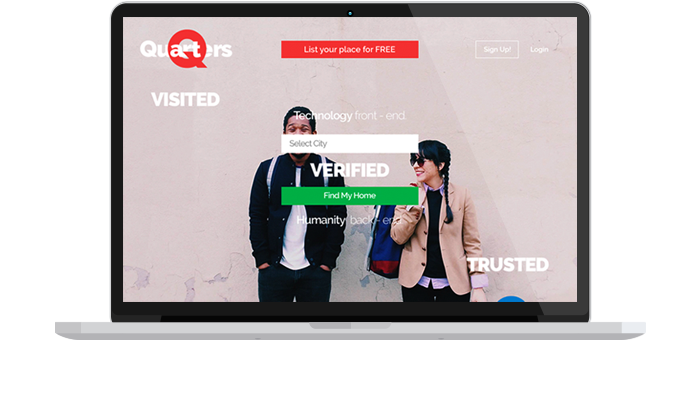 Quarters
List your place for FREE
Sign Up!
Login
VISITED
Technology front - end.
Select City
VERIFIED
Find My Home
Humanity back - end.
TRUSTED